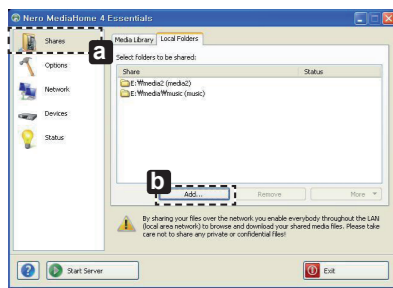 Nero MediaHome 4 Essentials
Shares
a
Media Library
Local Folders
Options
Network
Devices
Status
Select folders to be shared:
Share
Status
E:₩media2 (media2)
E:₩media₩music (music)
b
Add...
Remove
More
By sharing your files over the network you enable everybody throughout the LAN
(local area network) to browse and download your shared media files. Please take
care not to share any private or confidential files!
Start Server
Exit